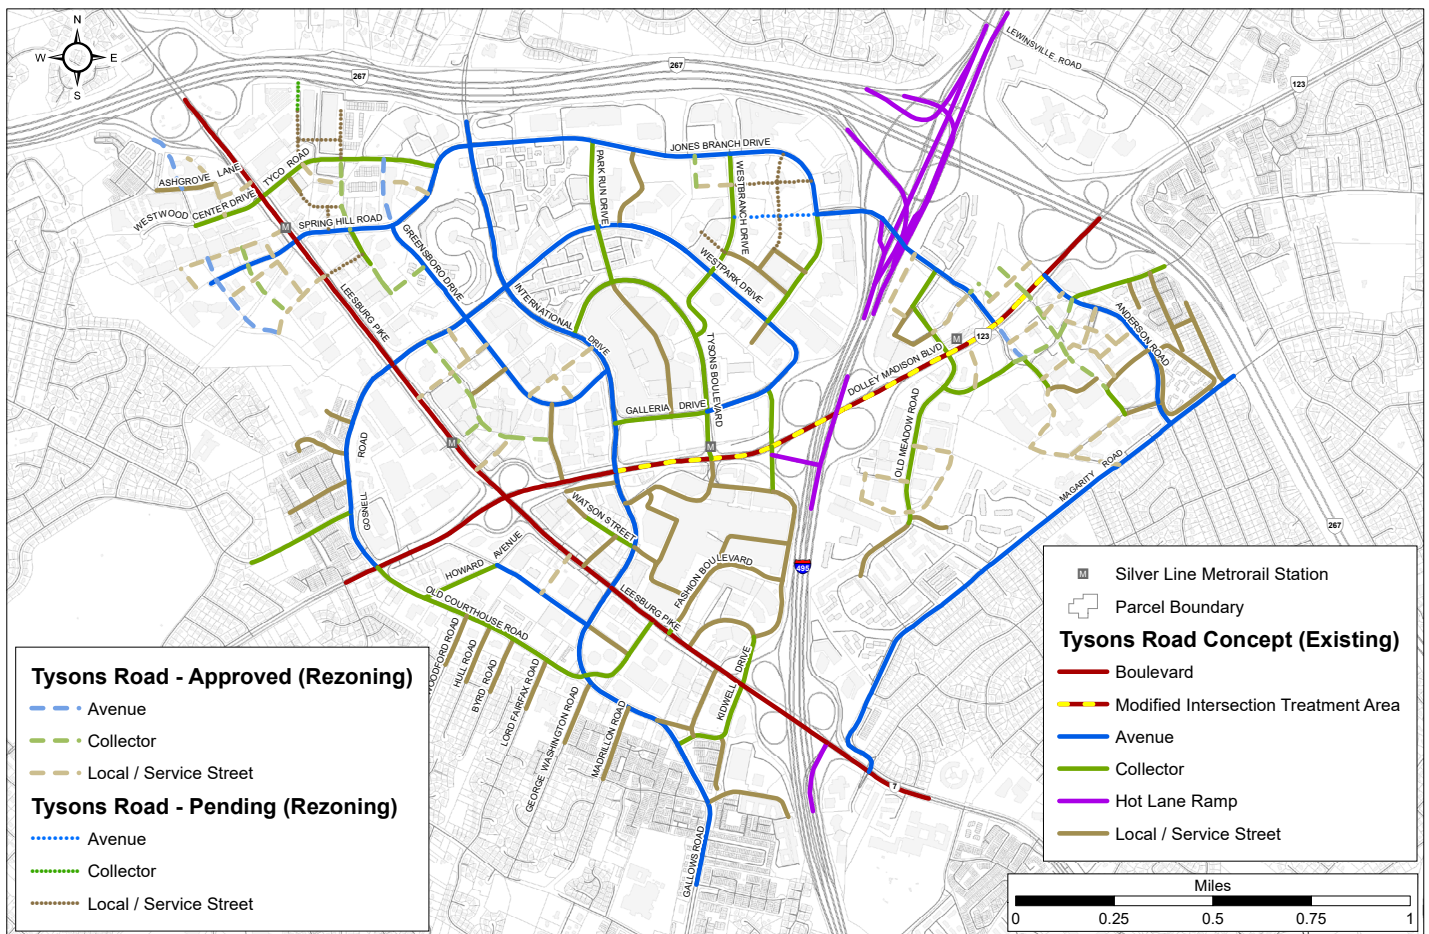 N
W E
S
267
267
LEWINSVILLE ROAD
123
JONES BRANCH DRIVE
ASHGROVE LANE
TYCO ROAD
WESTWOOD CENTER DRIVE
M
SPRING HILL ROAD
PARK RUN DRIVE
WESTBRANCH DRIVE
GREENSBORO DRIVE
WESTPARK DRIVE
LEESBURG PIKE
INTERNATIONAL DRIVE
TYSONS BOULEVARD
ANDERSON ROAD
M
123
DOLLEY MADISON BLVD
GALLERIA DRIVE
OLD MEADOW ROAD
M
M
GOSNELL ROAD
MAGARITY ROAD
WATSON STREET
267
HOWARD AVENUE
FASHION BOULEVARD
495
OLD COURTHOUSE ROAD
LEESBURG PIKE
WOODFORD ROAD
HULL ROAD
BYRD ROAD
LORD FAIRFAX ROAD
GEORGE WASHINGTON ROAD
MADRILLON ROAD
KIDWELL DRIVE
7
GALLOWS ROAD
Tysons Road - Approved (Rezoning)
Avenue
Collector
Local / Service Street
Tysons Road - Pending (Rezoning)
Avenue
Collector
Local / Service Street
M Silver Line Metrorail Station
Parcel Boundary
Tysons Road Concept (Existing)
Boulevard
Modified Intersection Treatment Area
Avenue
Collector
Hot Lane Ramp
Local / Service Street
Miles
0 0.25 0.5 0.75 1